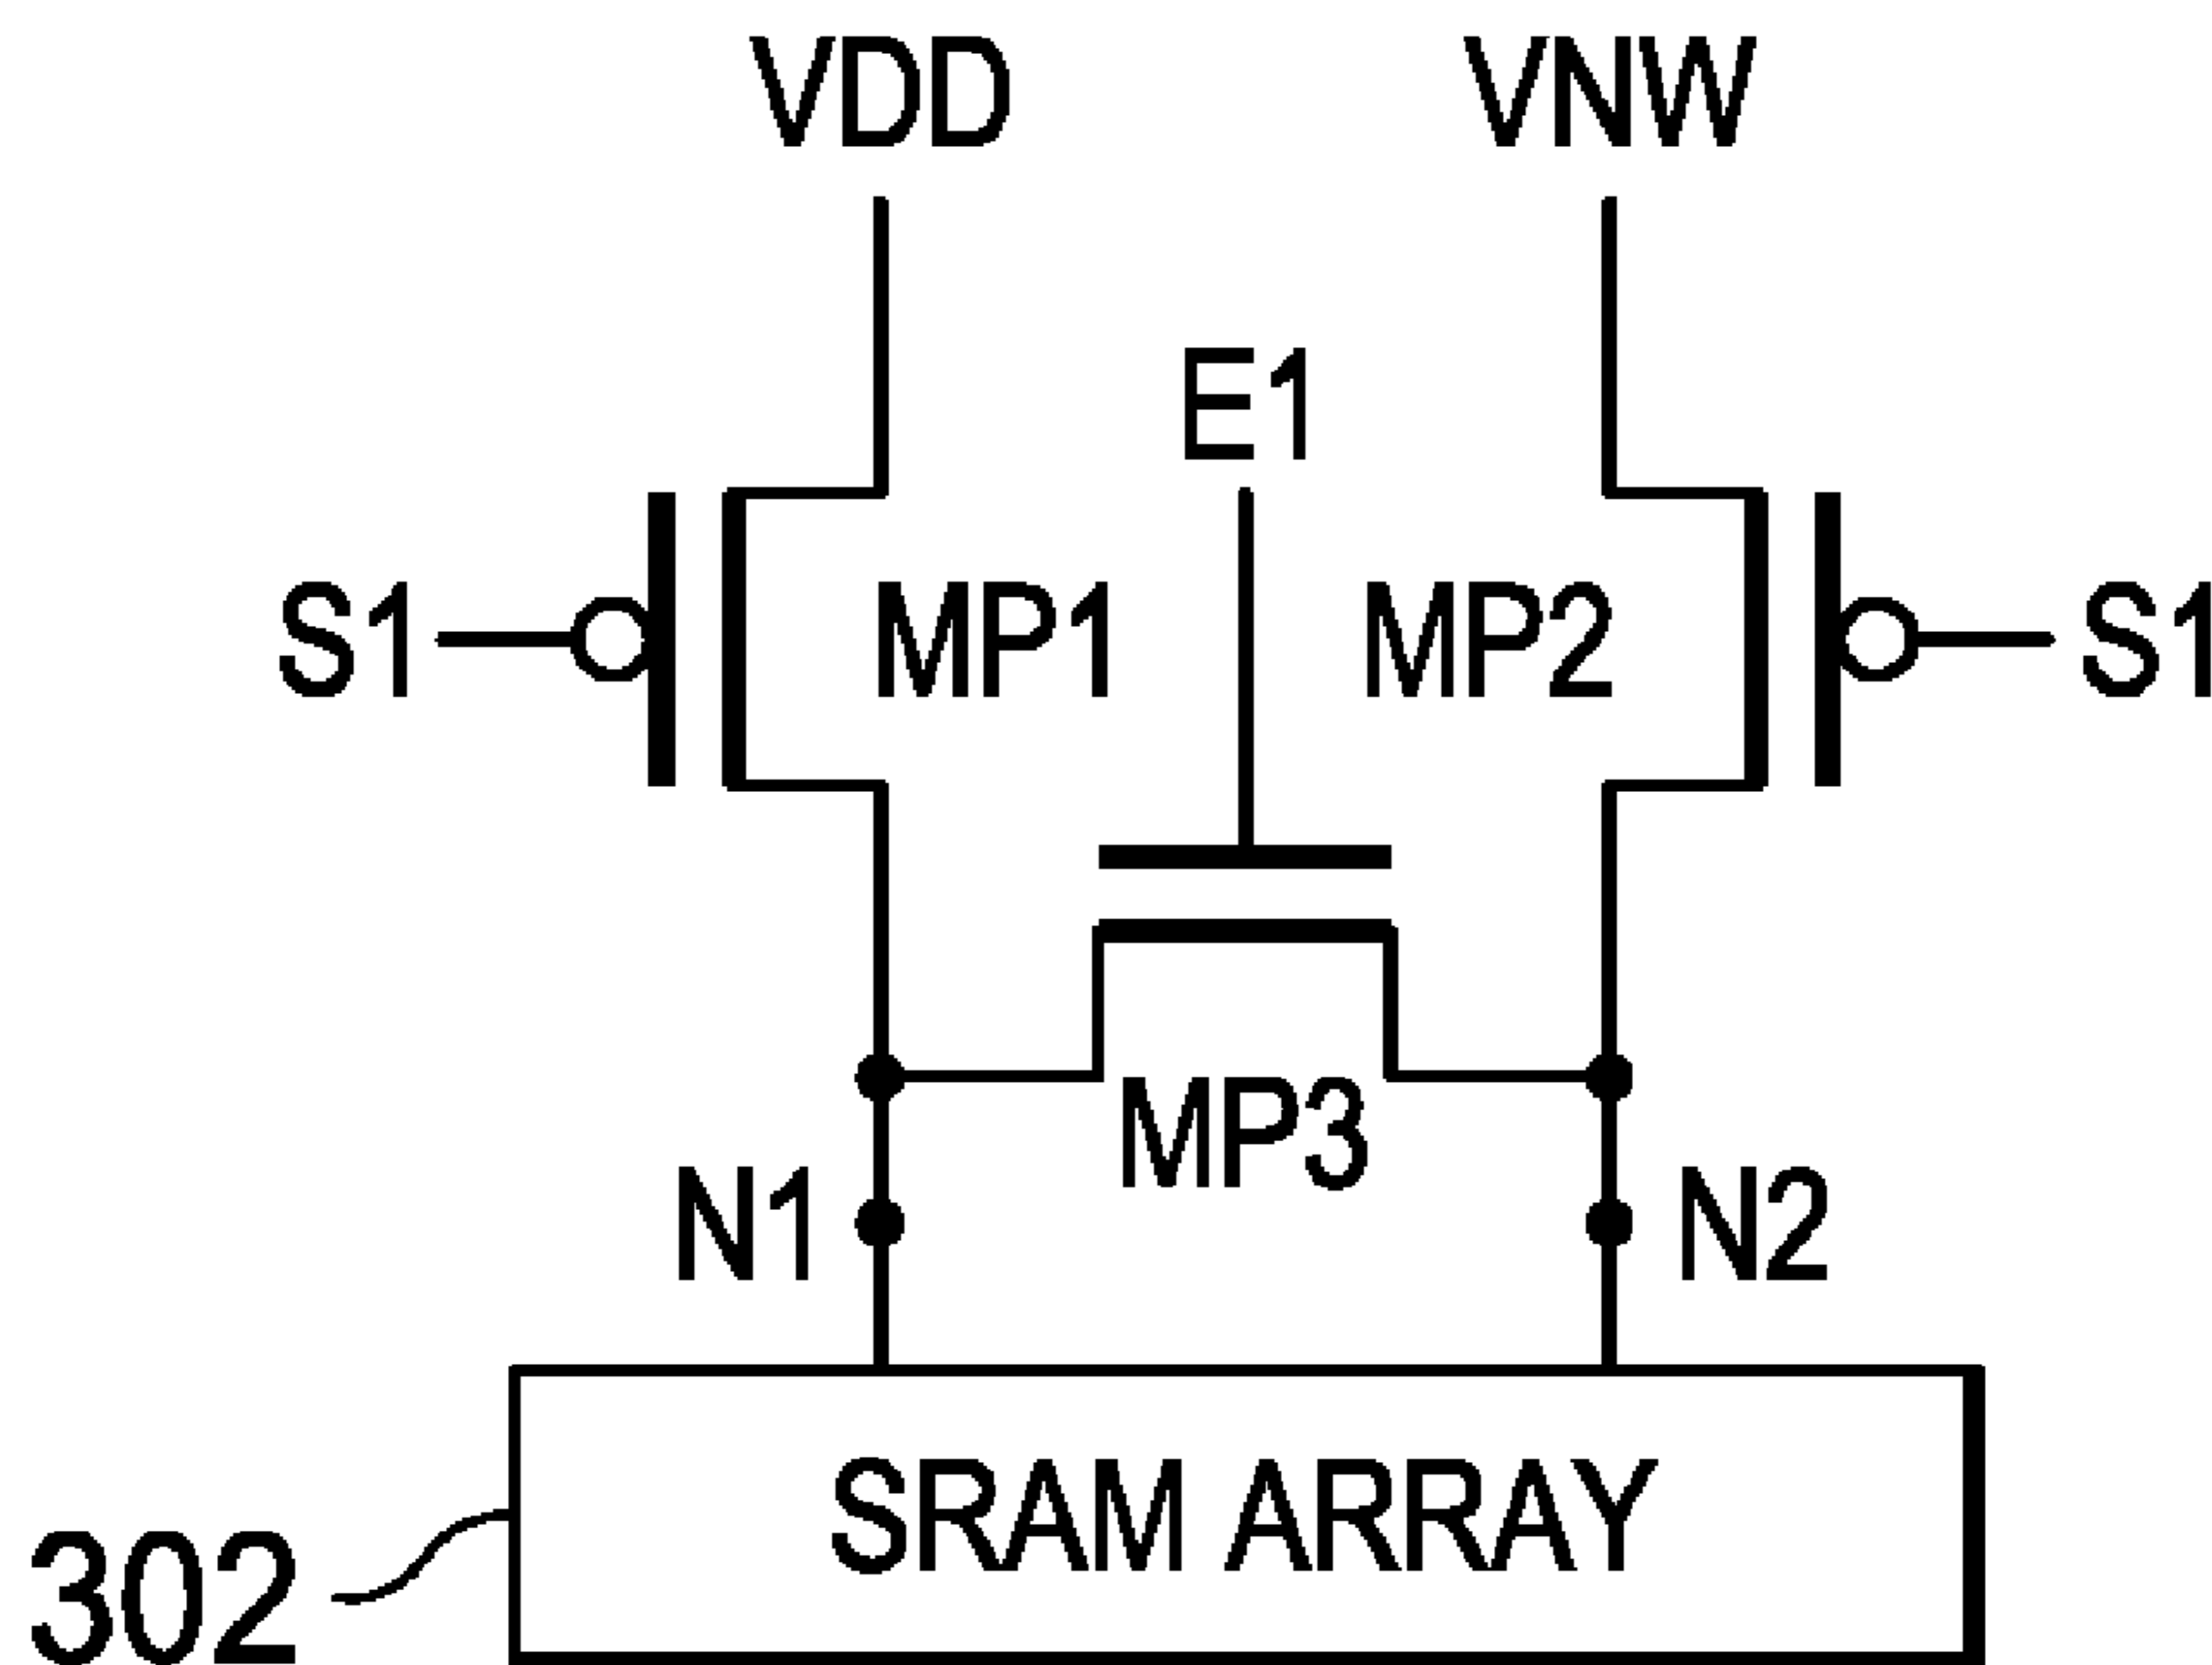 VDD VNW
E1
S1 MP1 MP2 S1
MP3
N1 N2
SRAM ARRAY
302